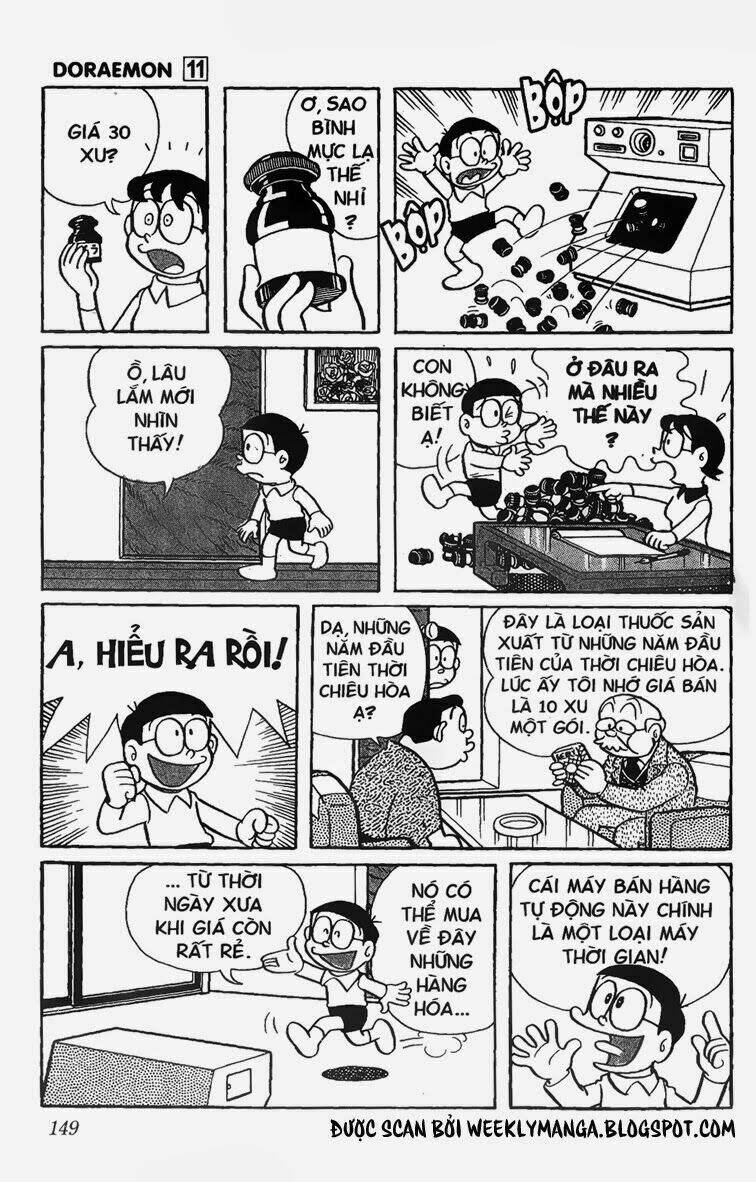 DORAEMON 11
GIÁ 30
XU?
Ơ, SAO
BÌNH
MỰC LẠ
THẾ
NHỈ
?
BỘP
BỘP
Ồ, LÂU
LẮM MỚI
NHÌN
THẤY!
CON
KHÔNG
BIẾT
Ạ!
Ở ĐÂU RA
MÀ NHIỀU
THẾ NÀY
?
A, HIỂU RA RỒI!
DẠ, NHỮNG
NĂM ĐẦU
TIÊN THỜI
CHIÊU HÒA
Ạ?
ĐÂY LÀ LOẠI THUỐC SẢN
XUẤT TỪ NHỮNG NĂM ĐẦU
TIÊN CỦA THỜI CHIÊU HÒA.
LÚC ẤY TÔI NHỚ GIÁ BÁN
LÀ 10 XU
MỘT GÓI.
... TỪ THỜI
NGÀY XƯA
KHI GIÁ CÒN
RẤT RẺ.
NÓ CÓ
THỂ MUA
VỀ ĐÂY
NHỮNG
HÀNG
HÓA...
CÁI MÁY BÁN HÀNG
TỰ ĐỘNG NÀY CHÍNH
LÀ MỘT LOẠI MÁY
THỜI GIAN!
149
ĐƯỢC SCAN BỞI WEEKLYMANGA.BLOGSPOT.COM